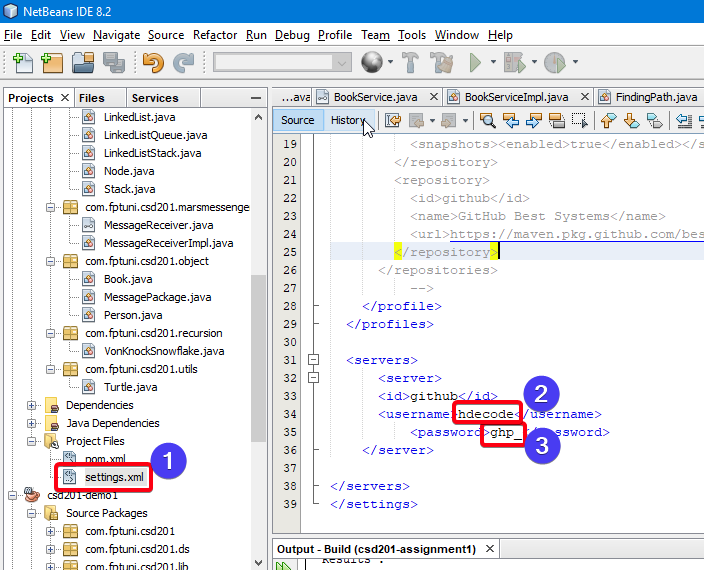 NetBeans IDE 8.2
File Edit View Navigate Source Refactor Run Debug Profile Team Tools Window Help
Projects Files Services
LinkedList.java
LinkedListQueue.java
LinkedListStack.java
Node.java
Stack.java
com.fptuni.csd201.marsmessenge
MessageReceiver.java
MessageReceiverImpl.java
com.fptuni.csd201.object
Book.java
MessagePackage.java
Person.java
com.fptuni.csd201.recursion
VonKnockSnowflake.java
com.fptuni.csd201.utils
Turtle.java
Dependencies
Java Dependencies
Project Files
pom.xml
1
settings.xml
csd201-demo1
Source Packages
com.fptuni.csd201
com.fptuni.csd201.ds
com.fptuni.csd201.lib
...ava BookService.java BookServiceImpl.java FindingPath.java
Source History
19 <snapshots><enabled>true</enabled></s
20 </repository>
21 <repository>
22 <id>github</id>
23 <name>GitHub Best Systems</name>
24 <url>https://maven.pkg.github.com/bes
25 </repository>
26 </repositories>
27 -->
28 </profile>
29 </profiles>
30
31 <servers>
32 <server>
33 <id>github</id>
34 <username>hdecode</username>
2
35 <password>ghp_</password>
3
36 </server>
37
38 </servers>
39 </settings>
Output - Build (csd201-assignment1)
Results :